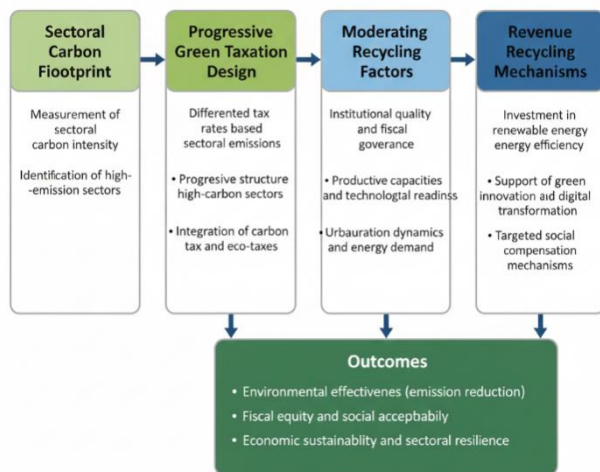 Sectoral
Carbon
Fiootprint
Measurement of
sectoral
carbon intensity
Identification of high-
-emission sectors
Progressive
Green Taxation
Design
Differented tax
rates based
sectoral emissions
• Progresive structure
high-carbon sectors
• Integration of carbon
tax and eco-taxes
Moderating
Recycling
Factors
Institutional quality
and fiscal
goverance
• Productive capacities
and technologtal readinss
• Urbauration dynamics
and energy demand
Revenue
Recycling
Mechanisms
Investment in
renewable energy
energy efficiency
• Support of green
innovation aıd digital
transformation
• Targeted social
compensation
mechanisms
Outcomes
• Environmental effectivenes (emission reduction)
• Fiscal equity and social accepbabily
• Economic sustainablity and sectoral resilience